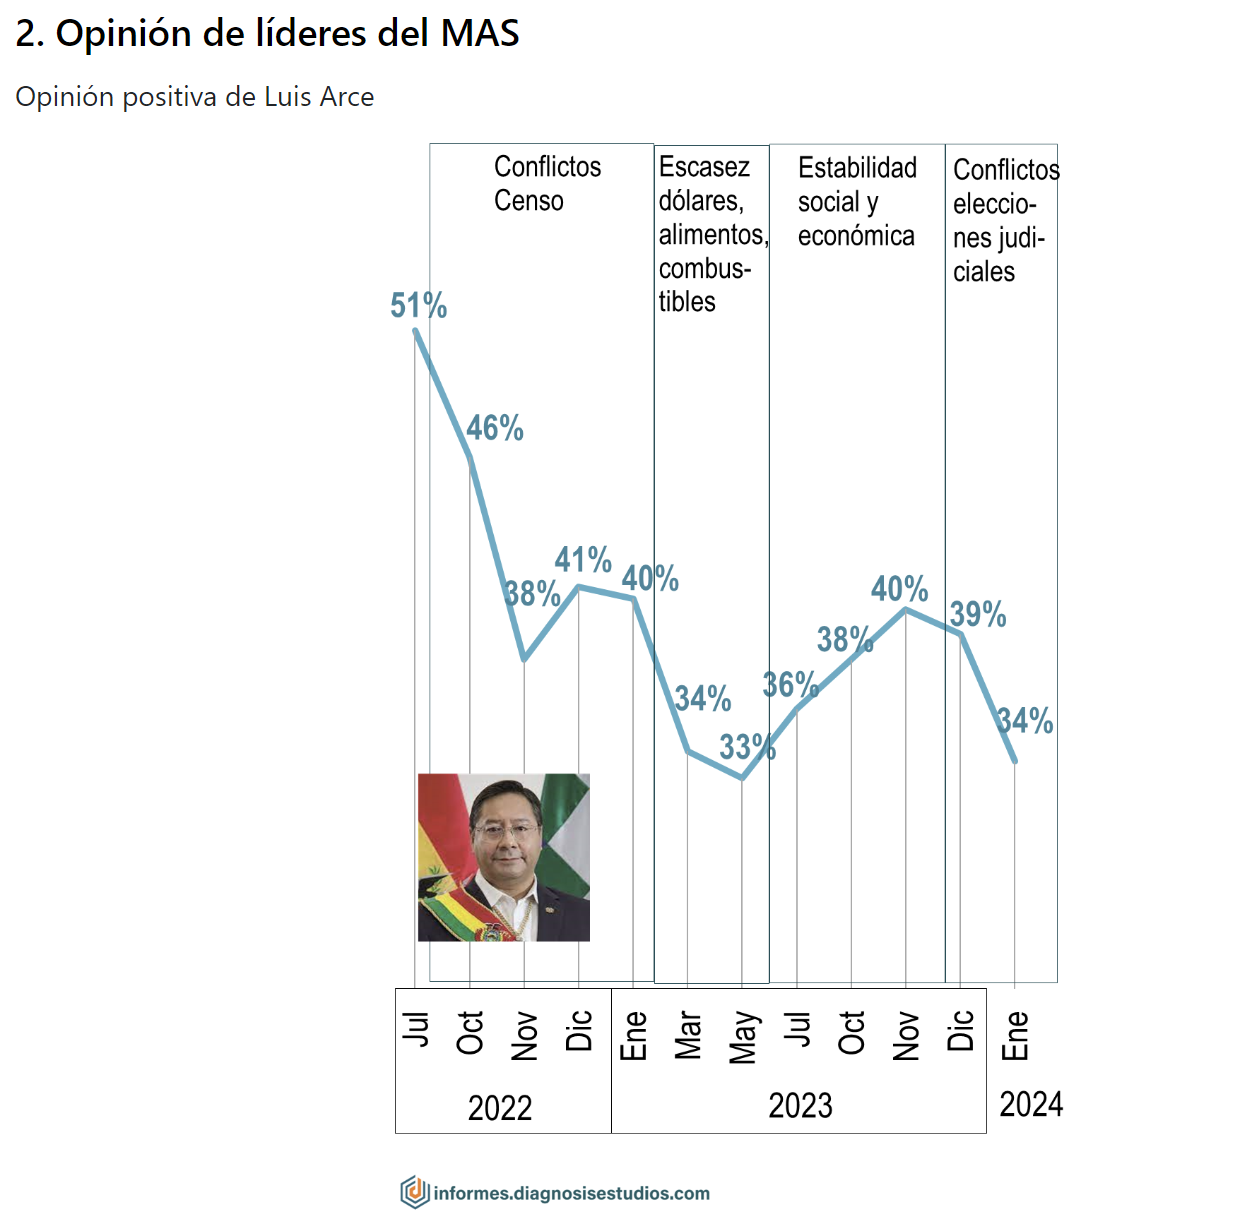 2. Opinión de líderes del MAS
Opinión positiva de Luis Arce
Conflictos
Censo
Escasez
dólares,
alimentos,
combus-
tibles
Estabilidad
social y
económica
Conflictos
eleccio-
nes judi-
ciales
51%
46%
38%
41%
40%
34%
33%
36%
38%
40%
39%
34%
Jul
Oct
Nov
Dic
Ene
Mar
May
Jul
Oct
Nov
Dic
Ene
2022
2023
2024
informes.diagnosisestudios.com